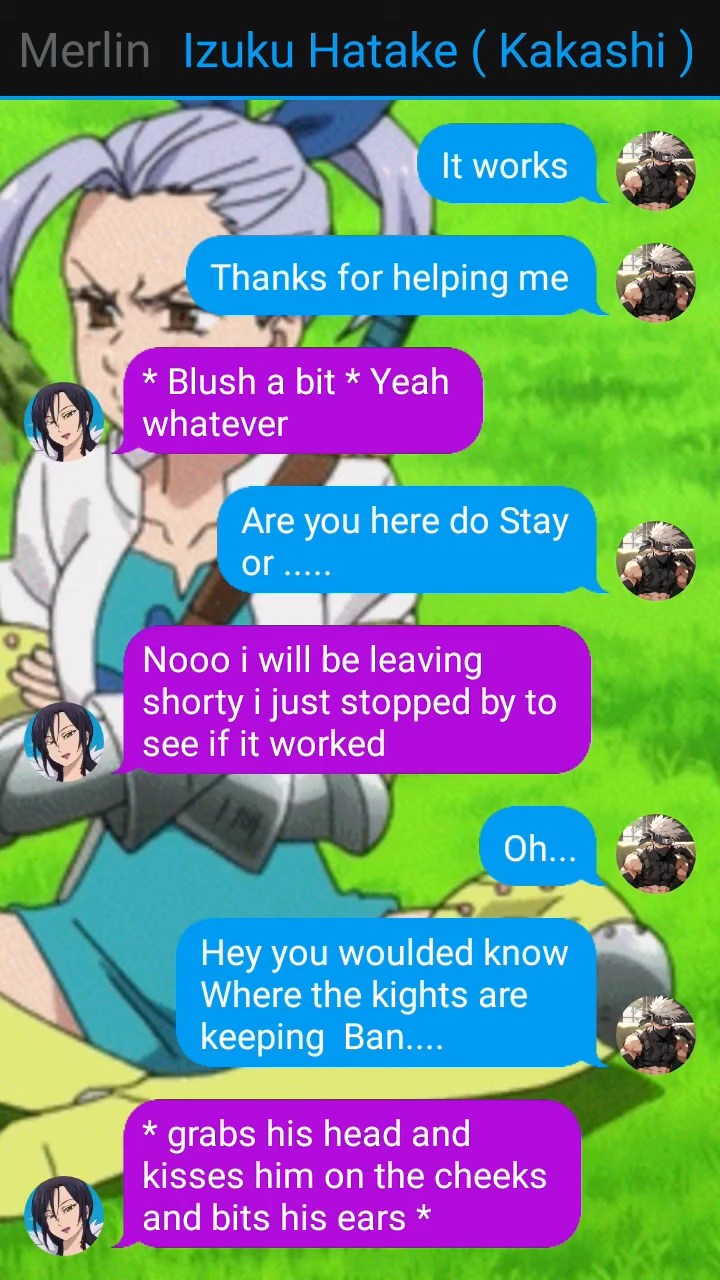 Merlin Izuku Hatake ( Kakashi )
It works
Thanks for helping me
* Blush a bit * Yeah
whatever
Are you here do Stay
or .....
Nooo i will be leaving
shorty i just stopped by to
see if it worked
Oh...
Hey you woulded know
Where the kights are
keeping  Ban....
* grabs his head and
kisses him on the cheeks
and bits his ears *